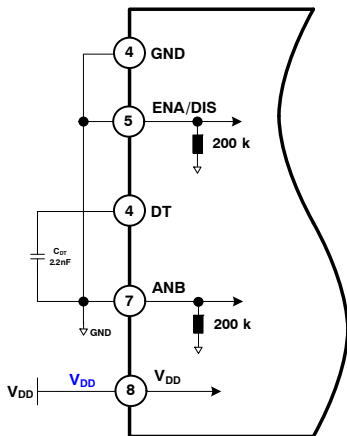 4 GND
5 ENA/DIS
200 k
4 DT
CDT
2.2nF
7 ANB
GND
200 k
VDD VDD 8 VDD